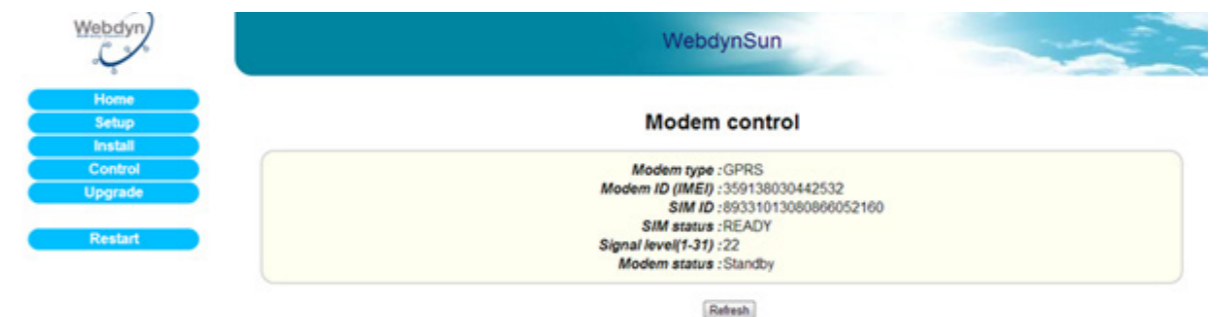 Webdyn
WebdynSun
Home
Setup
Install
Control
Upgrade
Restart
Modem control
Modem type :GPRS
Modem ID (IMEI) :359138030442532
SIM ID :89331013080866052160
SIM status :READY
Signal level(1-31) :22
Modem status :Standby
Refresh